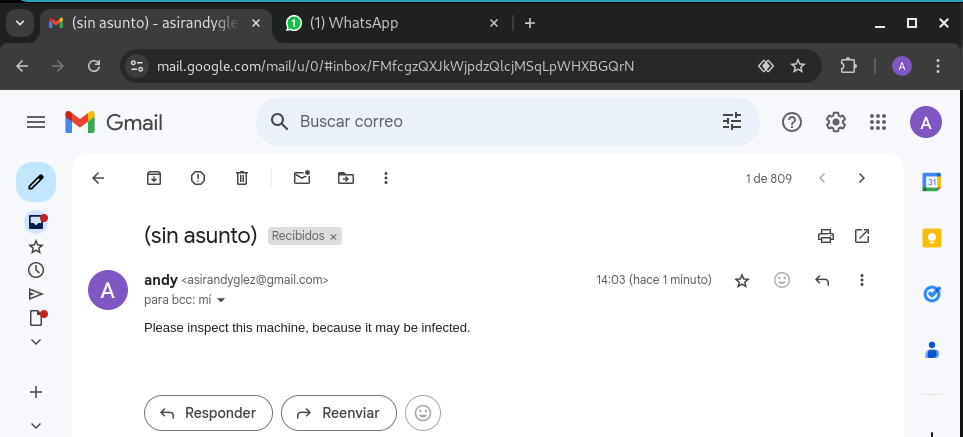 (sin asunto) - asirandygle
(1) WhatsApp
mail.google.com/mail/u/0/#inbox/FMfcgzQXJkWjpdzQlcjMSqLpWHXBGQrN
A
Gmail
Buscar correo
A
1 de 809
31
(sin asunto)
Recibidos ×
A
andy <asirandyglez@gmail.com>
14:03 (hace 1 minuto)
para bcc: mí
Please inspect this machine, because it may be infected.
Responder
Reenviar